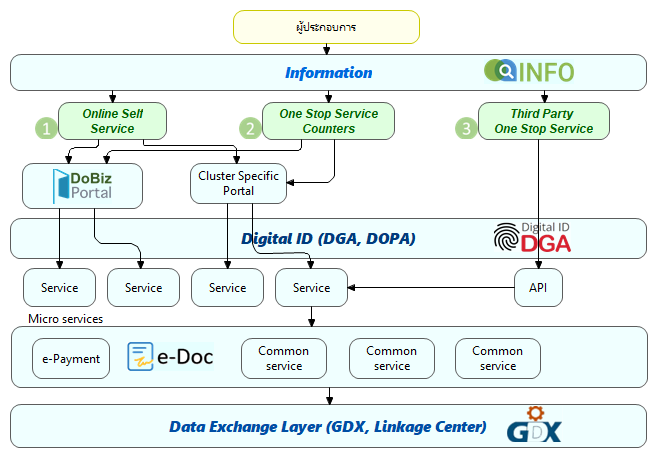 ผู้ประกอบการ
Information
INFO
1
Online Sell
Service
2
One Stop Service
Counters
3
Third Party
One Stop Service
DoBiz
Portal
Cluster Specific
Portal
Digital ID (DGA, DOPA)
Digital ID
DGA
Service
Service
Service
Service
API
Micro services
e-Payment
e-Doc
Common
service
Common
service
Common
service
Data Exchange Layer (GDX, Linkage Center)
GDX